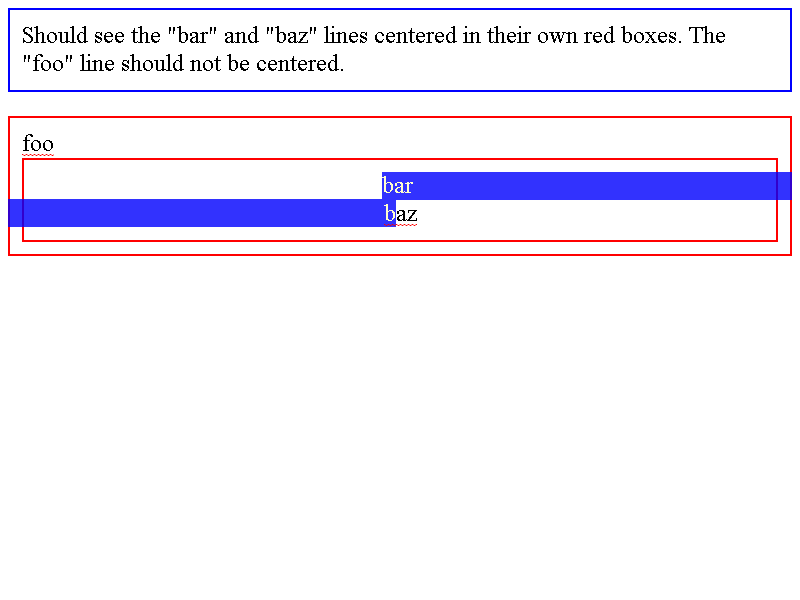 Should see the "bar" and "baz" lines centered in their own red boxes. The
"foo" line should not be centered.
foo
bar
baz